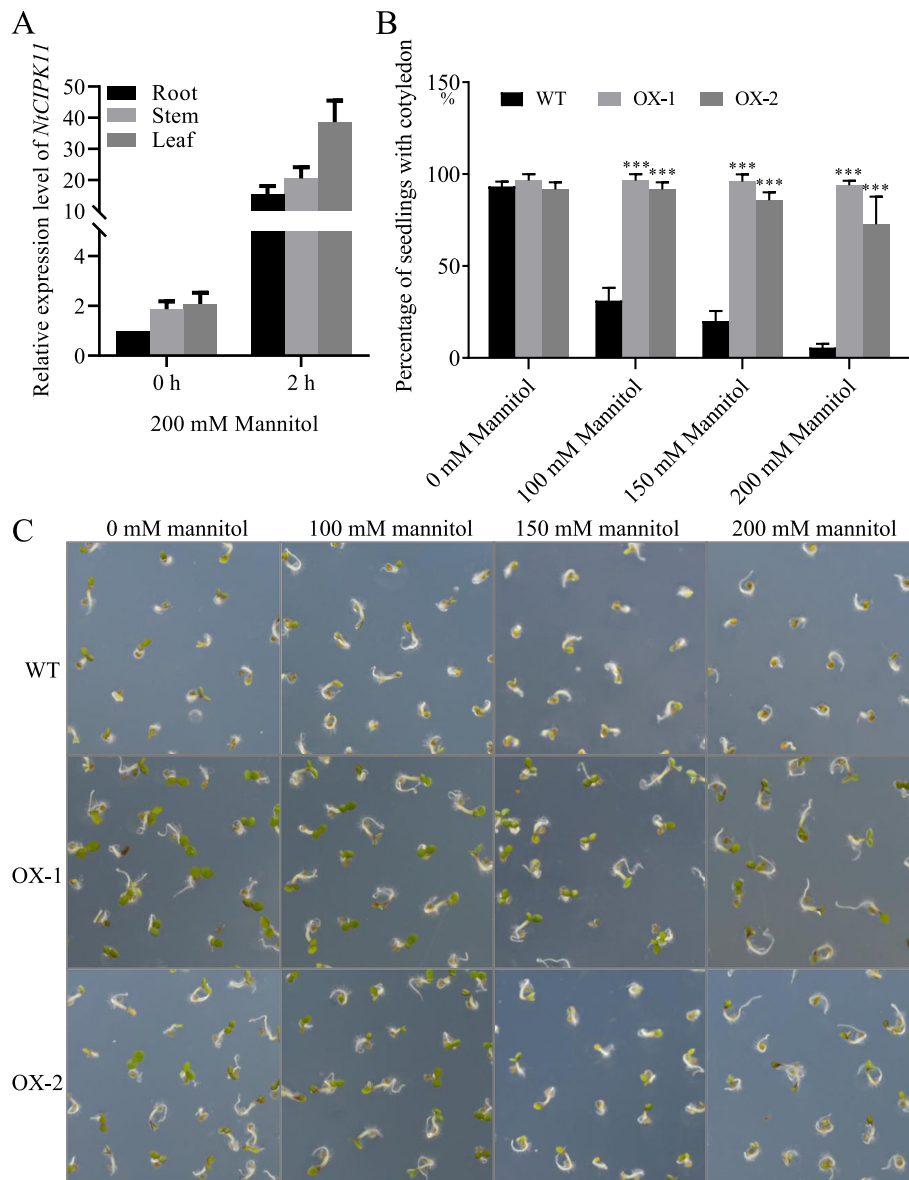 A
Relative expression level of NtCIPK11
50
40
30
20
10
4
2
0
Root
Stem
Leaf
0 h
2 h
200 mM Mannitol
B
Percentage of seedlings with cotyledon
%
150
100
50
0
WT
OX-1
OX-2
*** ***
*** ***
*** ***
0 mM Mannitol
100 mM Mannitol
150 mM Mannitol
200 mM Mannitol
C
0 mM mannitol
100 mM mannitol
150 mM mannitol
200 mM mannitol
WT
OX-1
OX-2